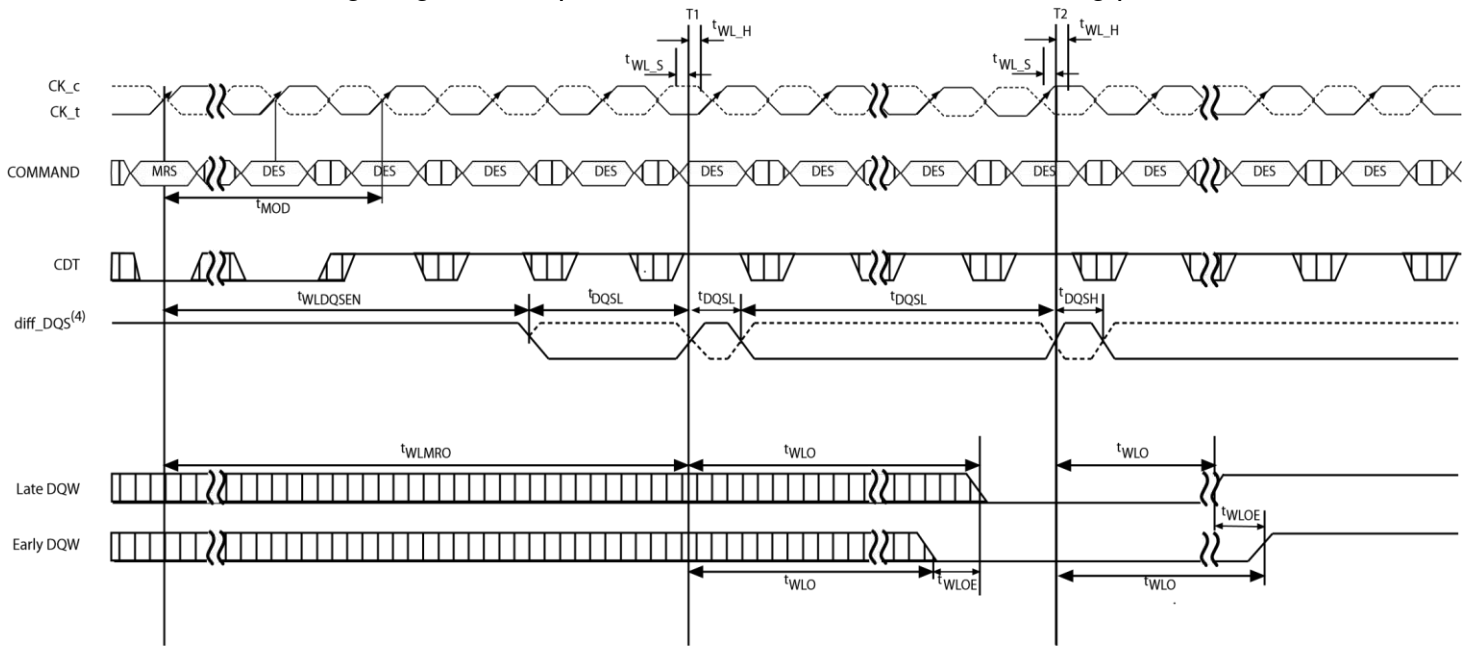 T1 T2
tWL_H tWL_H
tWL_S tWL_S
CK_c
CK_t
COMMAND MRS DES DES DES DES DES DES DES DES DES DES DES
tMOD
CDT
tWLDQSEN tDQSL tDQSL tDQSL tDQSH
diff_DQS(4)
tWLMRO tWLO tWLO
Late DQW
tWLOE
Early DQW
tWLO tWLOE tWLO